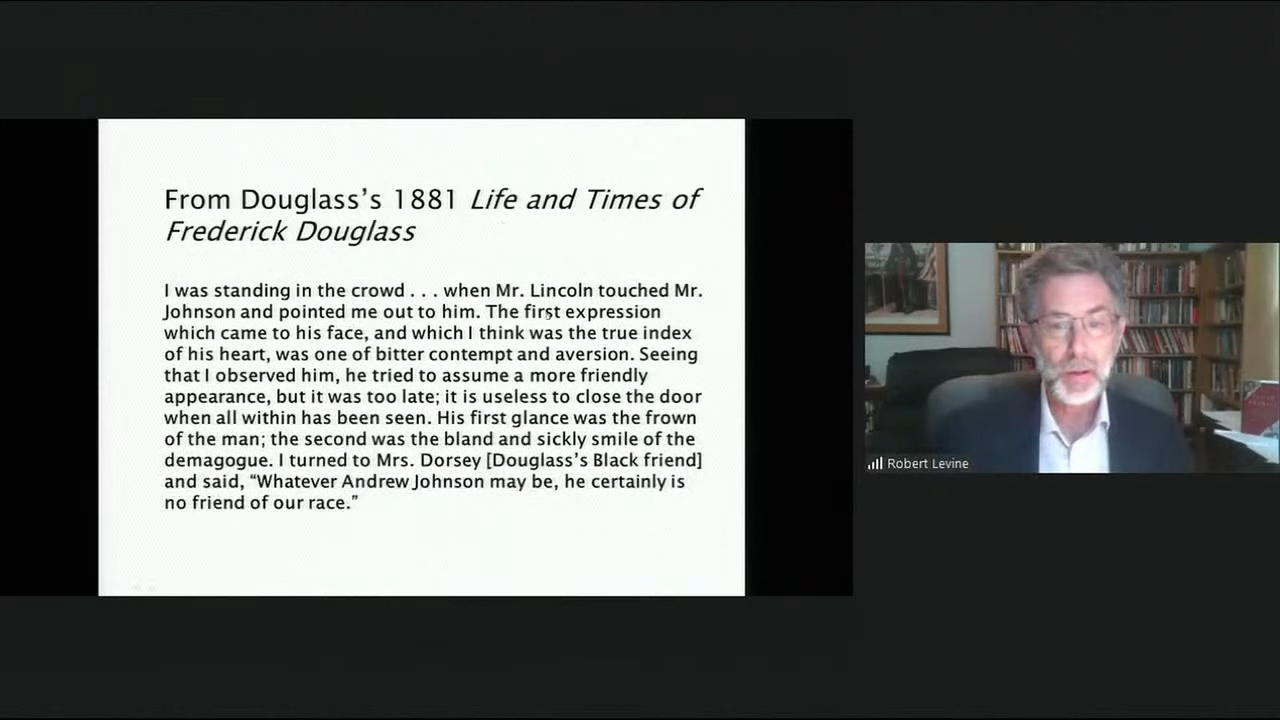 From Douglass’s 1881 Life and Times of
Frederick Douglass
I was standing in the crowd . . . when Mr. Lincoln touched Mr.
Johnson and pointed me out to him. The first expression
which came to his face, and which I think was the true index
of his heart, was one of bitter contempt and aversion. Seeing
that I observed him, he tried to assume a more friendly
appearance, but it was too late; it is useless to close the door
when all within has been seen. His first glance was the frown
of the man; the second was the bland and sickly smile of the
demagogue. I turned to Mrs. Dorsey [Douglass’s Black friend]
and said, “Whatever Andrew Johnson may be, he certainly is
no friend of our race.”
Robert Levine